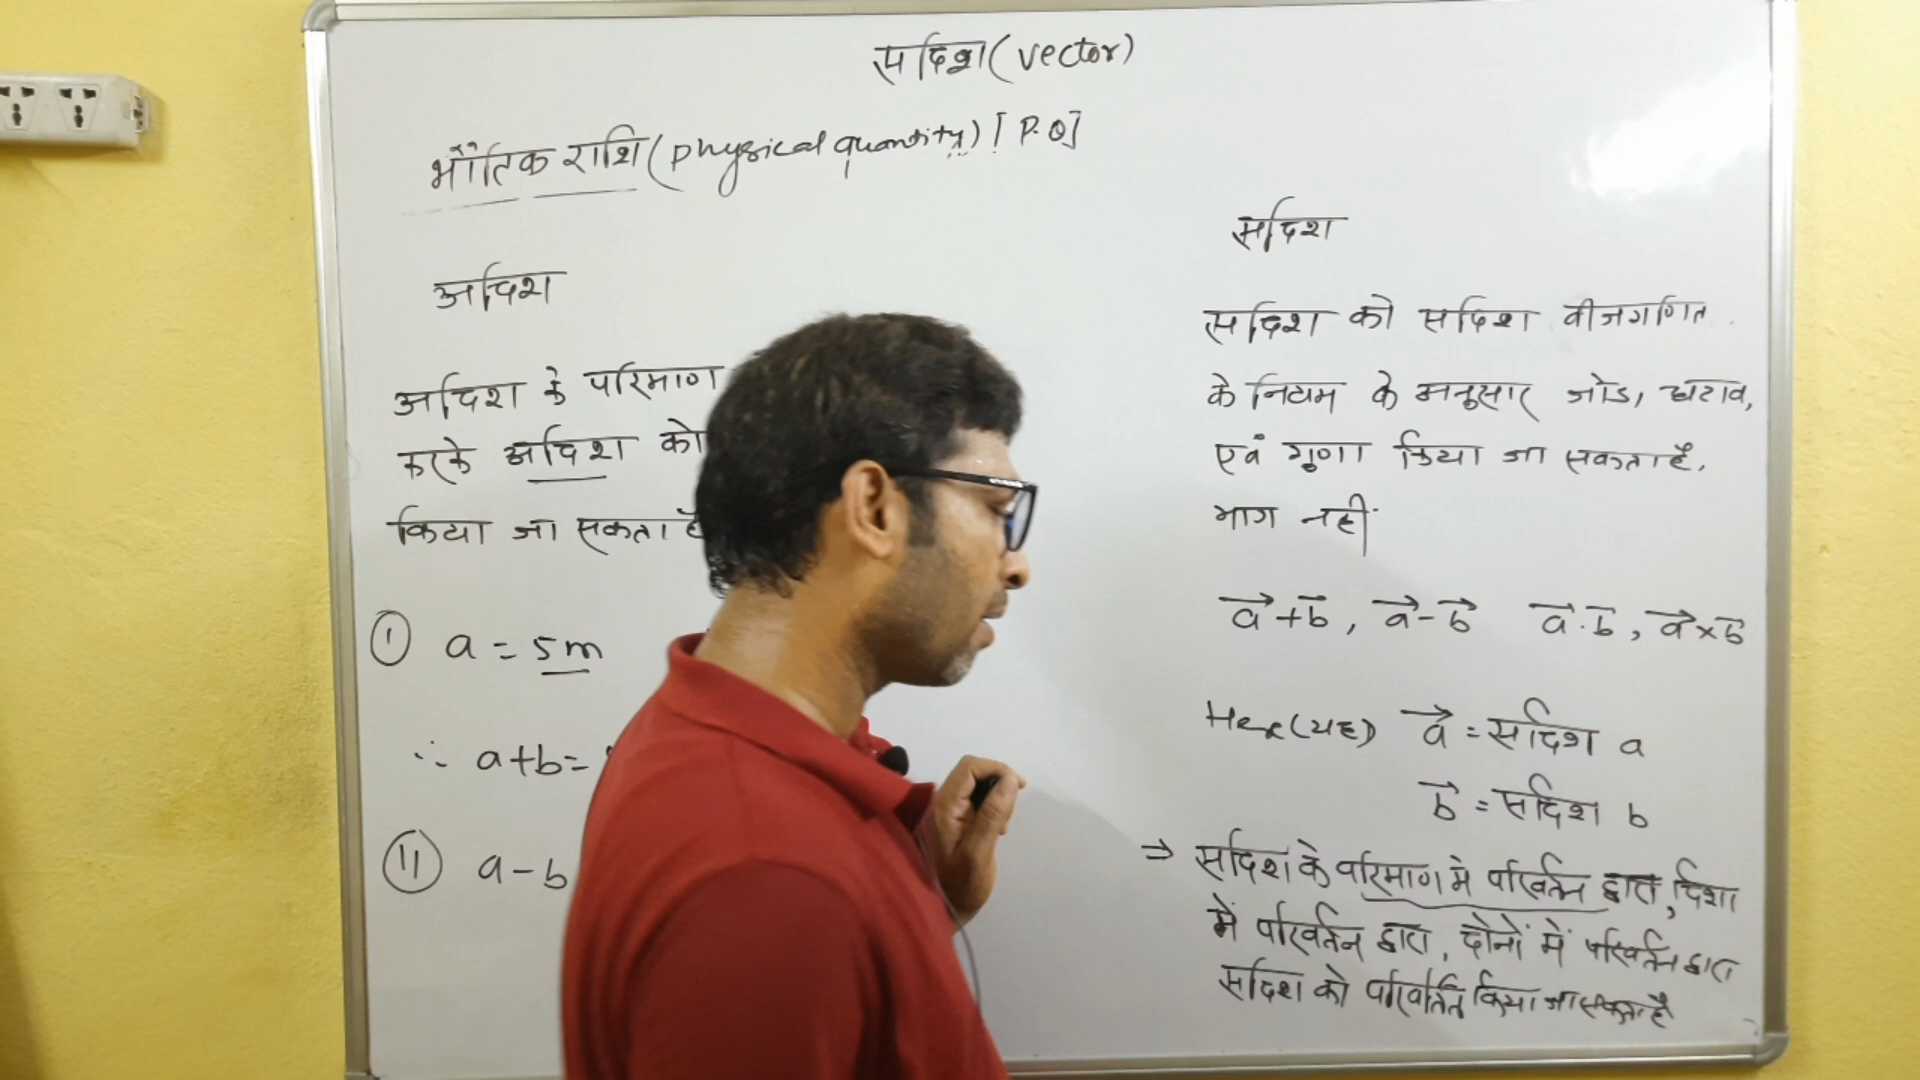 सदिश (vector)
भौतिक राशि (physical quantity) [P.Q]
अदिश
अदिश के परिमाण
करके अदिश को
किया जा सकता है
① a = 5m
∴ a+b=
⑪ a-b
सदिश
सदिश को सदिश बीजगणित
के नियम के अनुसार जोड, घटाव,
एवं गुणा किया जा सकता है,
भाग नहीं
a⃗ + b⃗, a⃗ - b⃗ a⃗ . b⃗, a⃗ × b⃗
Here (यह) a⃗ = सदिश a
b⃗ = सदिश b
⇒ सदिश के परिमाण में परिवर्तन द्वारा, दिशा
में परिवर्तन द्वारा, दोनों में परिवर्तन द्वारा
सदिश को परिवर्तित किया जा सकता है